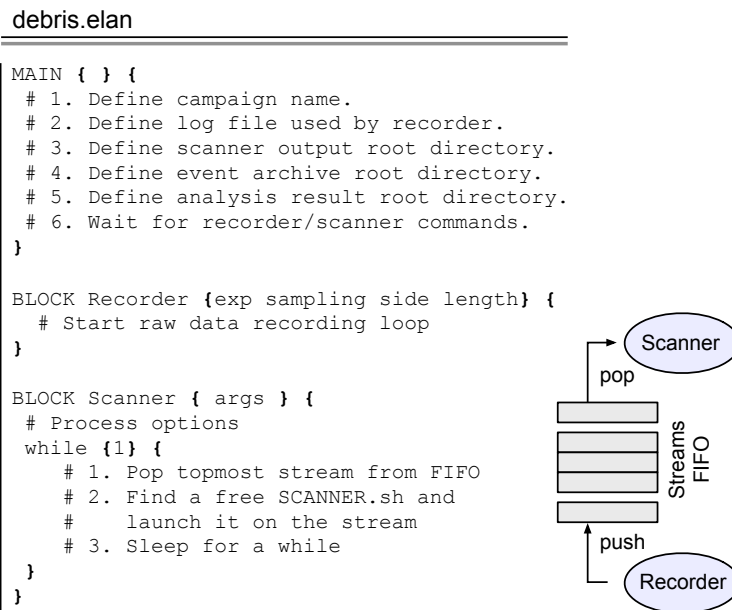 debris.elan
MAIN { } {
# 1. Define campaign name.
# 2. Define log file used by recorder.
# 3. Define scanner output root directory.
# 4. Define event archive root directory.
# 5. Define analysis result root directory.
# 6. Wait for recorder/scanner commands.
}
BLOCK Recorder {exp sampling side length} {
# Start raw data recording loop
}
BLOCK Scanner { args } {
# Process options
while {1} {
# 1. Pop topmost stream from FIFO
# 2. Find a free SCANNER.sh and
#    launch it on the stream
# 3. Sleep for a while
}
}
Scanner
pop
Streams
FIFO
push
Recorder